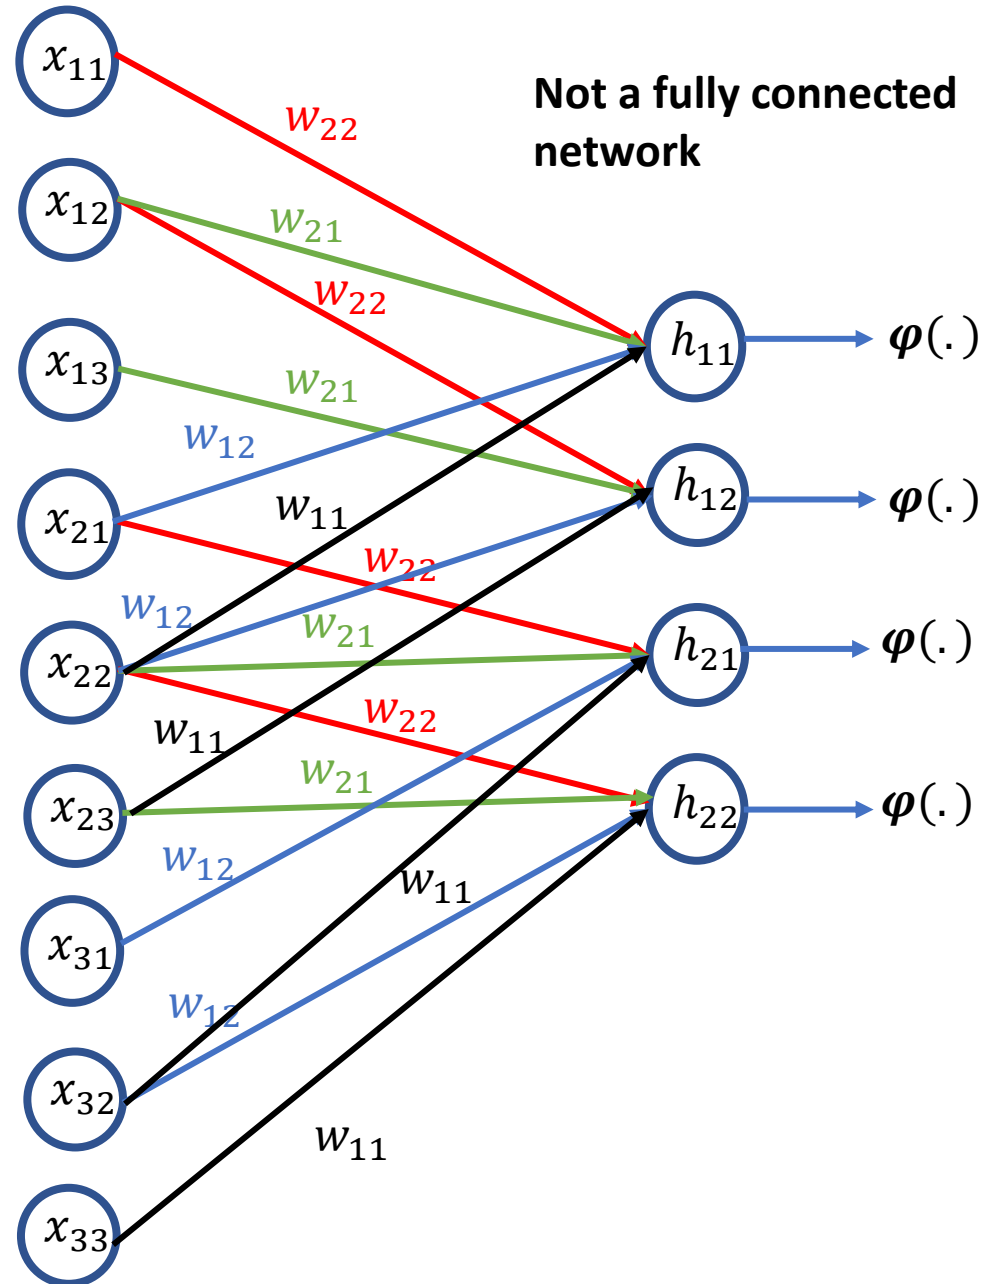 x₁₁
Not a fully connected
network
w₂₂
x₁₂
w₂₁
w₂₂
h₁₁
φ(.)
x₁₃
w₂₁
w₁₂
x₂₁
w₁₁
h₁₂
φ(.)
w₂₂
w₁₂
w₂₁
x₂₂
h₂₁
φ(.)
w₂₂
w₁₁
w₂₁
x₂₃
h₂₂
φ(.)
w₁₂
w₁₁
x₃₁
w₁₂
x₃₂
w₁₁
x₃₃